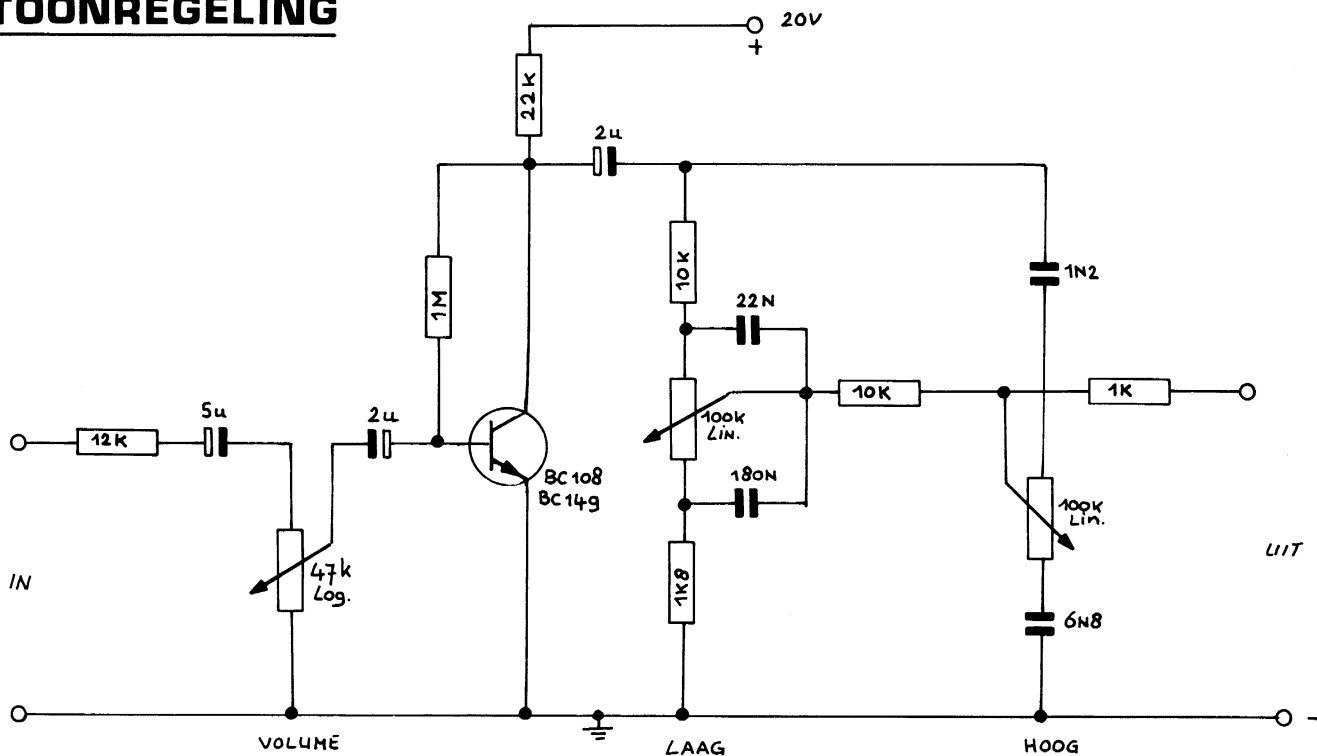 TOONREGELING
20V
+
22K
2u
10K
1N2
1M
22N
10K
1K
5u
12K
2u
100k
Lin.
180N
BC108
BC149
100K
Lin.
UIT
IN
47k
Log.
1K8
6N8
-
VOLUME
LAAG
HOOG